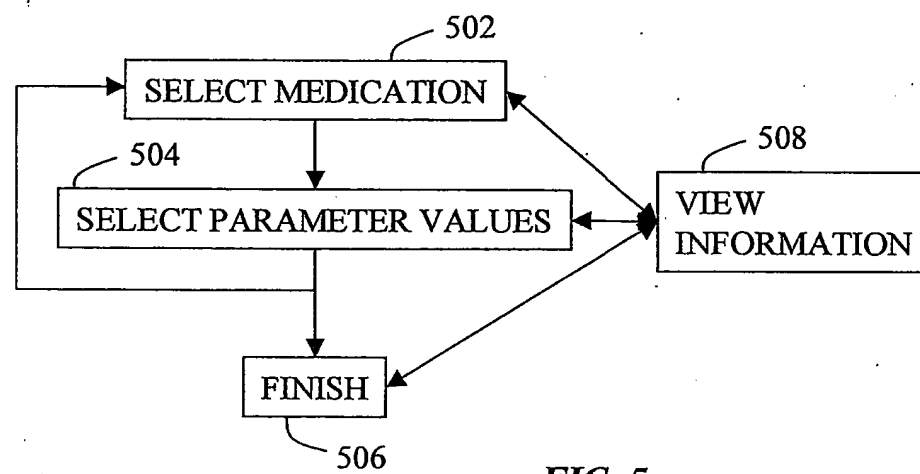 502
SELECT MEDICATION
504
508
SELECT PARAMETER VALUES
VIEW
INFORMATION
FINISH
506
FIG. 5